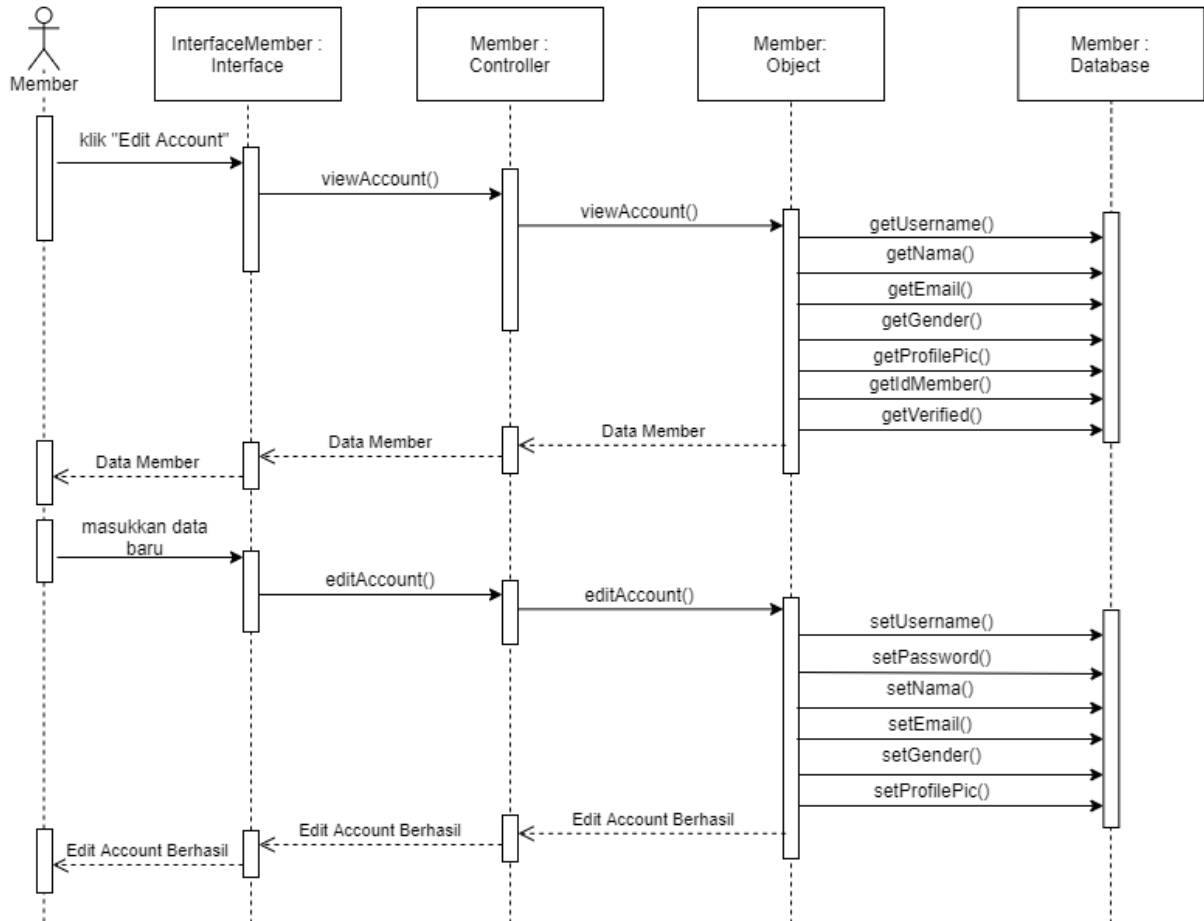 InterfaceMember :
Interface
Member :
Controller
Member:
Object
Member :
Database
Member
klik "Edit Account"
viewAccount()
viewAccount()
getUsername()
getNama()
getEmail()
getGender()
getProfilePic()
getIdMember()
getVerified()
Data Member
Data Member
Data Member
masukkan data
baru
editAccount()
editAccount()
setUsername()
setPassword()
setNama()
setEmail()
setGender()
setProfilePic()
Edit Account Berhasil
Edit Account Berhasil
Edit Account Berhasil